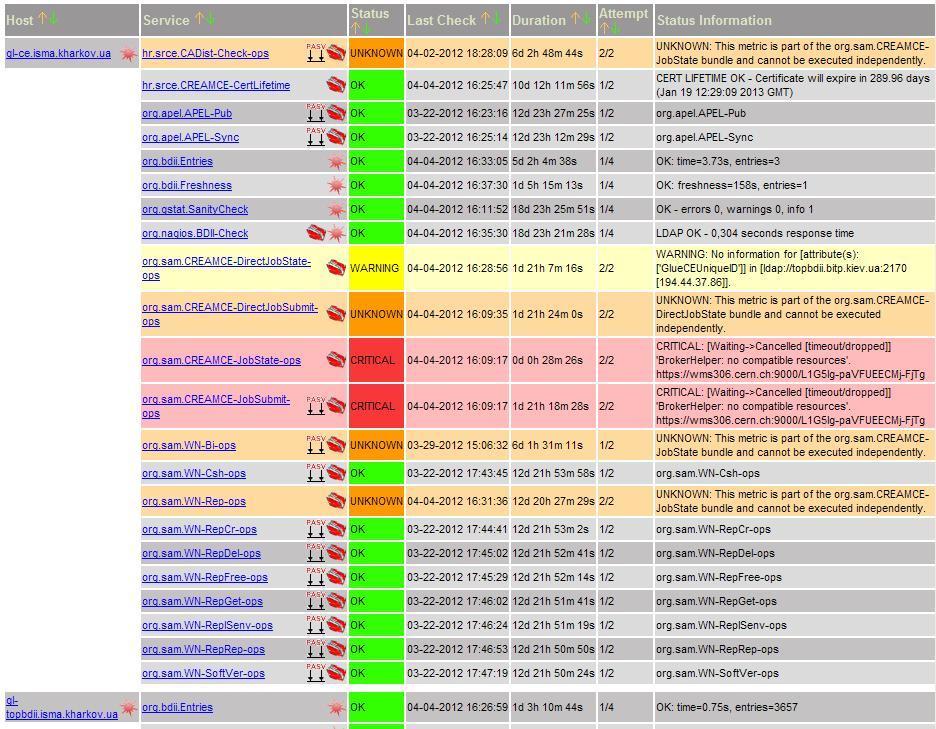 Host Service Status Last Check Duration Attempt Status Information
gl-ce.isma.kharkov.ua hr.srce.CADist-Check-ops PASV UNKNOWN 04-02-2012 18:28:09 6d 2h 48m 44s 2/2 UNKNOWN: This metric is part of the org.sam.CREAMCE-
JobState bundle and cannot be executed independently.
hr.srce.CREAMCE-CertLifetime OK 04-04-2012 16:25:47 10d 12h 11m 56s 1/2 CERT LIFETIME OK - Certificate will expire in 289.96 days
(Jan 19 12:29:09 2013 GMT)
org.apel.APEL-Pub PASV OK 03-22-2012 16:23:16 12d 23h 27m 25s 1/2 org.apel.APEL-Pub
org.apel.APEL-Sync PASV OK 03-22-2012 16:25:14 12d 23h 12m 29s 1/2 org.apel.APEL-Sync
org.bdii.Entries OK 04-04-2012 16:33:05 5d 2h 4m 38s 1/4 OK: time=3.73s, entries=3
org.bdii.Freshness OK 04-04-2012 16:37:30 1d 5h 15m 13s 1/4 OK: freshness=158s, entries=1
org.gstat.SanityCheck OK 04-04-2012 16:11:52 18d 23h 25m 51s 1/4 OK - errors 0, warnings 0, info 1
org.nagios.BDII-Check OK 04-04-2012 16:35:30 18d 23h 21m 28s 1/4 LDAP OK - 0,304 seconds response time
org.sam.CREAMCE-DirectJobState-
ops WARNING 04-04-2012 16:28:56 1d 21h 7m 16s 2/2 WARNING: No information for [attribute(s):
['GlueCEUniqueID']] in [ldap://topbdii.bitp.kiev.ua:2170
[194.44.37.86]].
org.sam.CREAMCE-DirectJobSubmit-
ops UNKNOWN 04-04-2012 16:09:35 1d 21h 24m 0s 2/2 UNKNOWN: This metric is part of the org.sam.CREAMCE-
DirectJobState bundle and cannot be executed
independently.
org.sam.CREAMCE-JobState-ops CRITICAL 04-04-2012 16:09:17 0d 0h 28m 26s 2/2 CRITICAL: [Waiting->Cancelled [timeout/dropped]]
'BrokerHelper: no compatible resources'.
https://wms306.cern.ch:9000/L1G5lg-paVFUEECMj-FjTg
org.sam.CREAMCE-JobSubmit-
ops PASV CRITICAL 04-04-2012 16:09:17 1d 21h 18m 28s 2/2 CRITICAL: [Waiting->Cancelled [timeout/dropped]]
'BrokerHelper: no compatible resources'.
https://wms306.cern.ch:9000/L1G5lg-paVFUEECMj-FjTg
org.sam.WN-Bi-ops PASV UNKNOWN 03-29-2012 15:06:32 6d 1h 31m 11s 1/2 UNKNOWN: This metric is part of the org.sam.CREAMCE-
JobState bundle and cannot be executed independently.
org.sam.WN-Csh-ops PASV OK 03-22-2012 17:43:45 12d 21h 53m 58s 1/2 org.sam.WN-Csh-ops
org.sam.WN-Rep-ops UNKNOWN 04-04-2012 16:31:36 12d 20h 27m 29s 2/2 UNKNOWN: This metric is part of the org.sam.CREAMCE-
JobState bundle and cannot be executed independently.
org.sam.WN-RepCr-ops PASV OK 03-22-2012 17:44:41 12d 21h 53m 2s 1/2 org.sam.WN-RepCr-ops
org.sam.WN-RepDel-ops PASV OK 03-22-2012 17:45:02 12d 21h 52m 41s 1/2 org.sam.WN-RepDel-ops
org.sam.WN-RepFree-ops PASV OK 03-22-2012 17:45:29 12d 21h 52m 14s 1/2 org.sam.WN-RepFree-ops
org.sam.WN-RepGet-ops PASV OK 03-22-2012 17:46:02 12d 21h 51m 41s 1/2 org.sam.WN-RepGet-ops
org.sam.WN-ReplSenv-ops PASV OK 03-22-2012 17:46:24 12d 21h 51m 19s 1/2 org.sam.WN-ReplSenv-ops
org.sam.WN-RepRep-ops PASV OK 03-22-2012 17:46:53 12d 21h 50m 50s 1/2 org.sam.WN-RepRep-ops
org.sam.WN-SoftVer-ops PASV OK 03-22-2012 17:47:19 12d 21h 50m 24s 1/2 org.sam.WN-SoftVer-ops
gl-
topbdii.isma.kharkov.ua org.bdii.Entries OK 04-04-2012 16:26:59 1d 3h 10m 44s 1/4 OK: time=0.75s, entries=3657